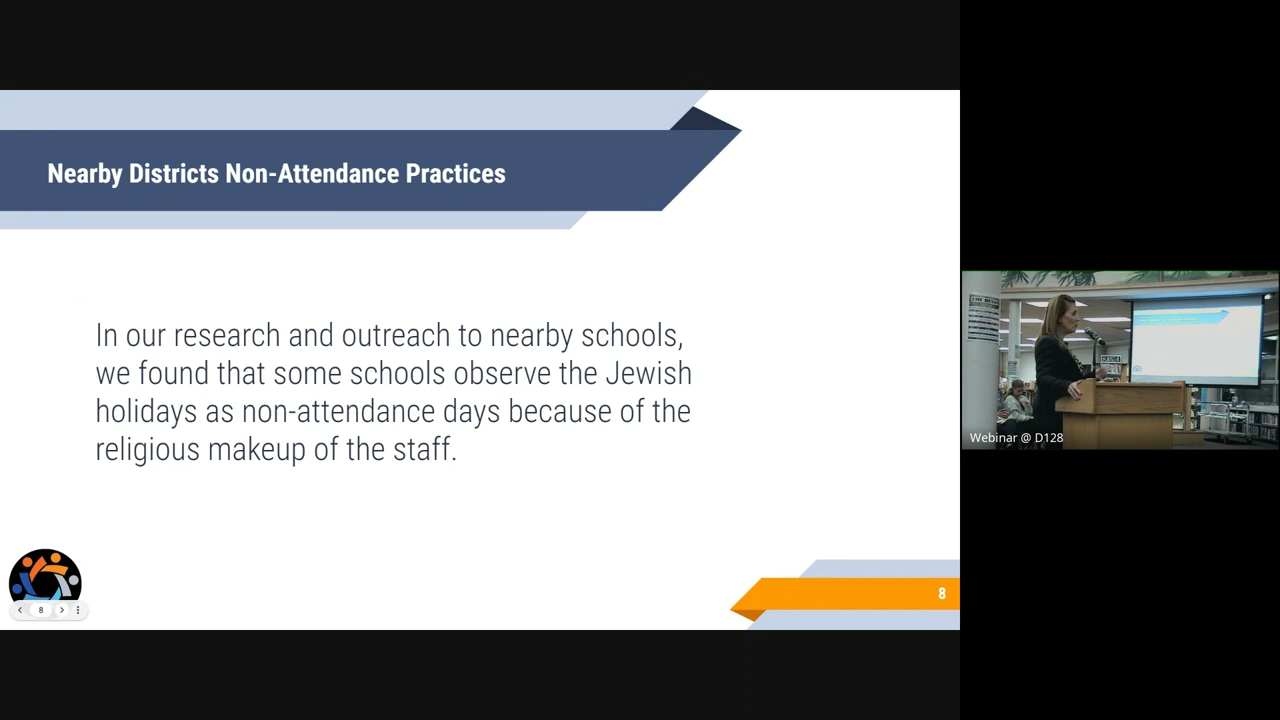 Nearby Districts Non-Attendance Practices
In our research and outreach to nearby schools,
we found that some schools observe the Jewish
holidays as non-attendance days because of the
religious makeup of the staff.
8
8
Webinar @ D128